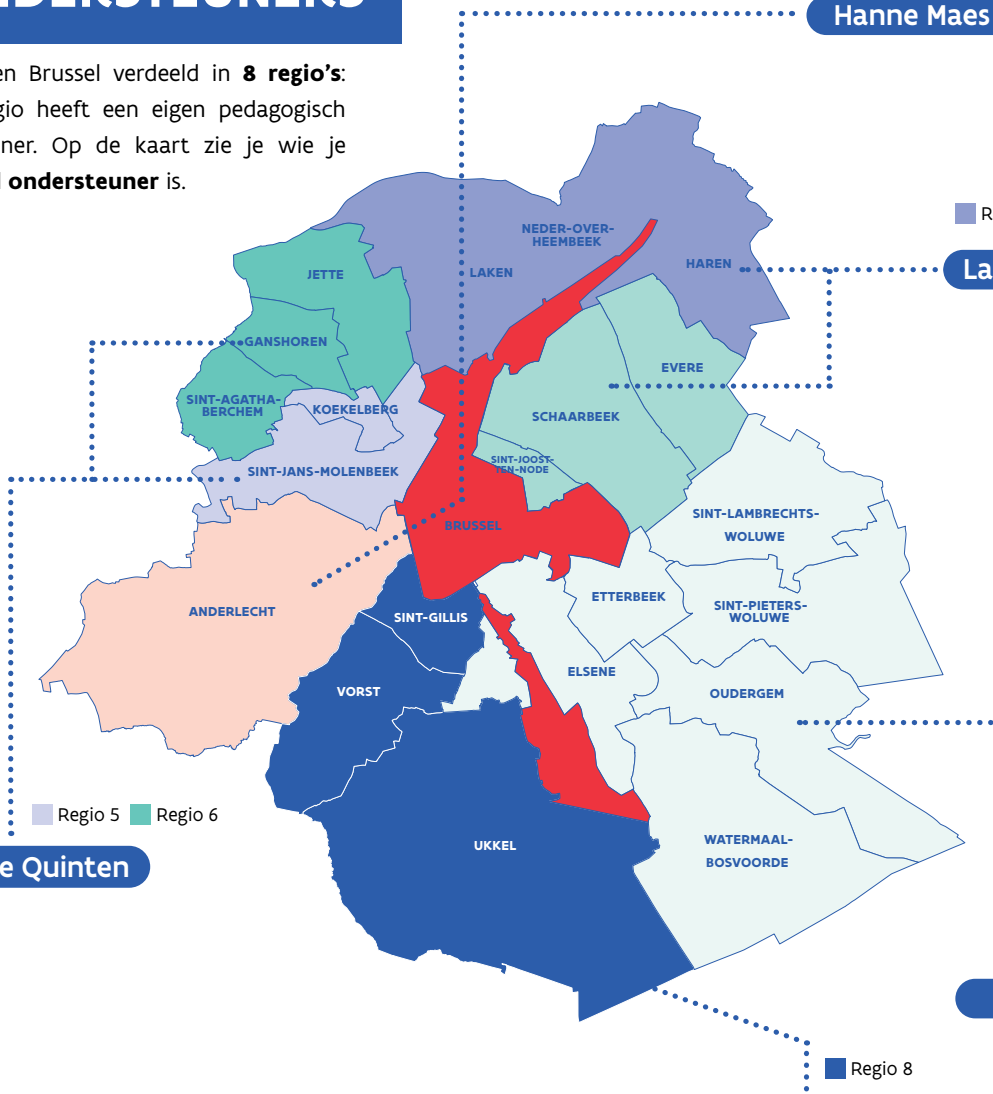 Hanne Maes
en Brussel verdeeld in 8 regio's:
gio heeft een eigen pedagogisch
ner. Op de kaart zie je wie je
ondersteuner is.
R
NEDER-OVER-
HEEMBEEK
HAREN
LAKEN
JETTE
La
GANSHOREN
EVERE
SINT-AGATHA-
BERCHEM
KOEKELBERG
SCHAARBEEK
SINT-JOOST-
TEN-NODE
SINT-JANS-MOLENBEEK
SINT-LAMBRECHTS-
WOLUWE
BRUSSEL
ETTERBEEK
SINT-PIETERS-
WOLUWE
ANDERLECHT
SINT-GILLIS
ELSENE
VORST
OUDERGEM
Regio 5
Regio 6
UKKEL
WATERMAAL-
BOSVOORDE
e Quinten
Regio 8